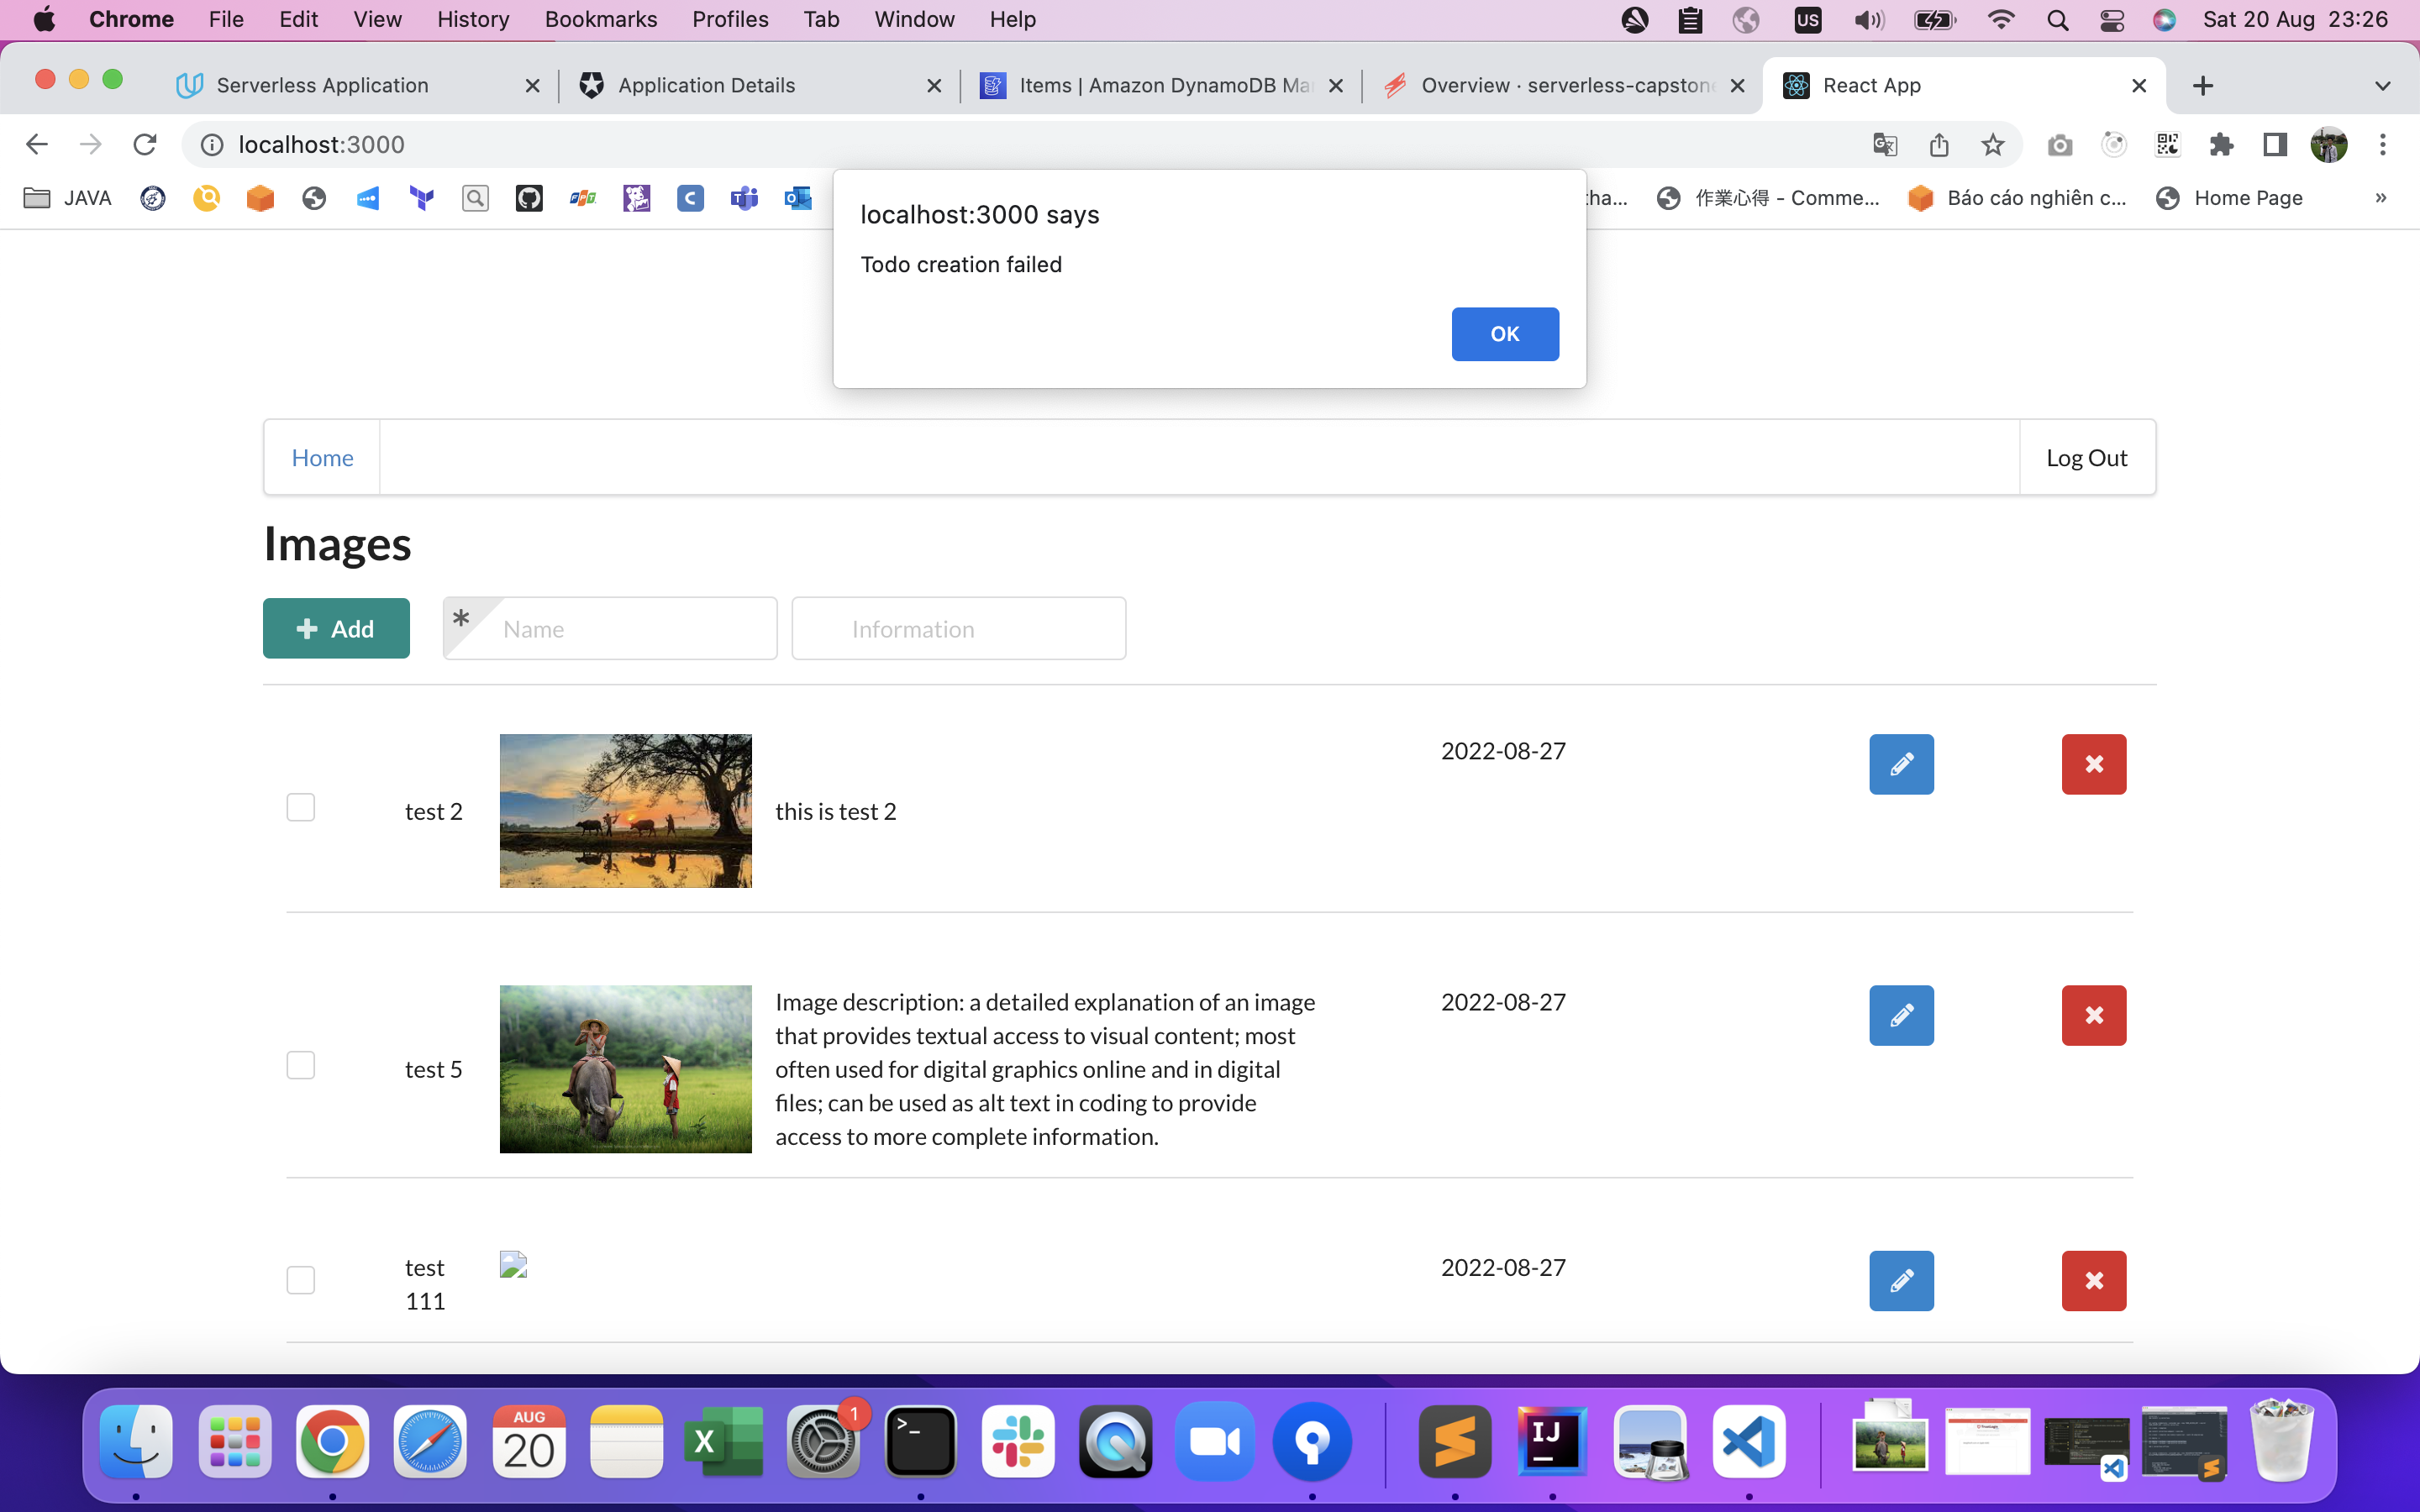 Chrome File Edit View History Bookmarks Profiles Tab Window Help US Sat 20 Aug 23:26
Serverless Application Application Details Items | Amazon DynamoDB Ma Overview · serverless-capstone React App
localhost:3000
JAVA 作業心得 - Comme... Báo cáo nghiên c... Home Page »
localhost:3000 says
Todo creation failed
OK
Home Log Out
Images
+ Add * Name Information
test 2 this is test 2 2022-08-27
test 5 Image description: a detailed explanation of an image 2022-08-27
that provides textual access to visual content; most
often used for digital graphics online and in digital
files; can be used as alt text in coding to provide
access to more complete information.
test 2022-08-27
111
AUG
20
X
1
>_
IJ